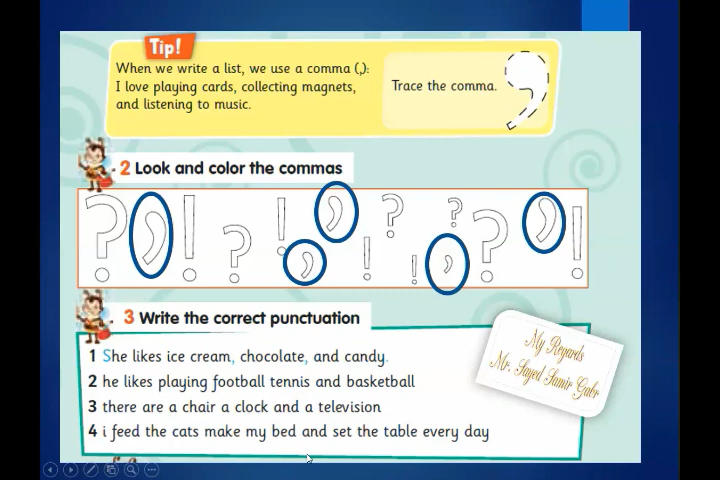 Tip!
When we write a list, we use a comma (,):
I love playing cards, collecting magnets,
and listening to music.
Trace the comma.
2 Look and color the commas
? , ! ? ! , , ? ! ! ? , ? , !
3 Write the correct punctuation
1 She likes ice cream, chocolate, and candy.
2 he likes playing football tennis and basketball
3 there are a chair a clock and a television
4 i feed the cats make my bed and set the table every day
My Regards
Mr. Sayed Samir Gabr